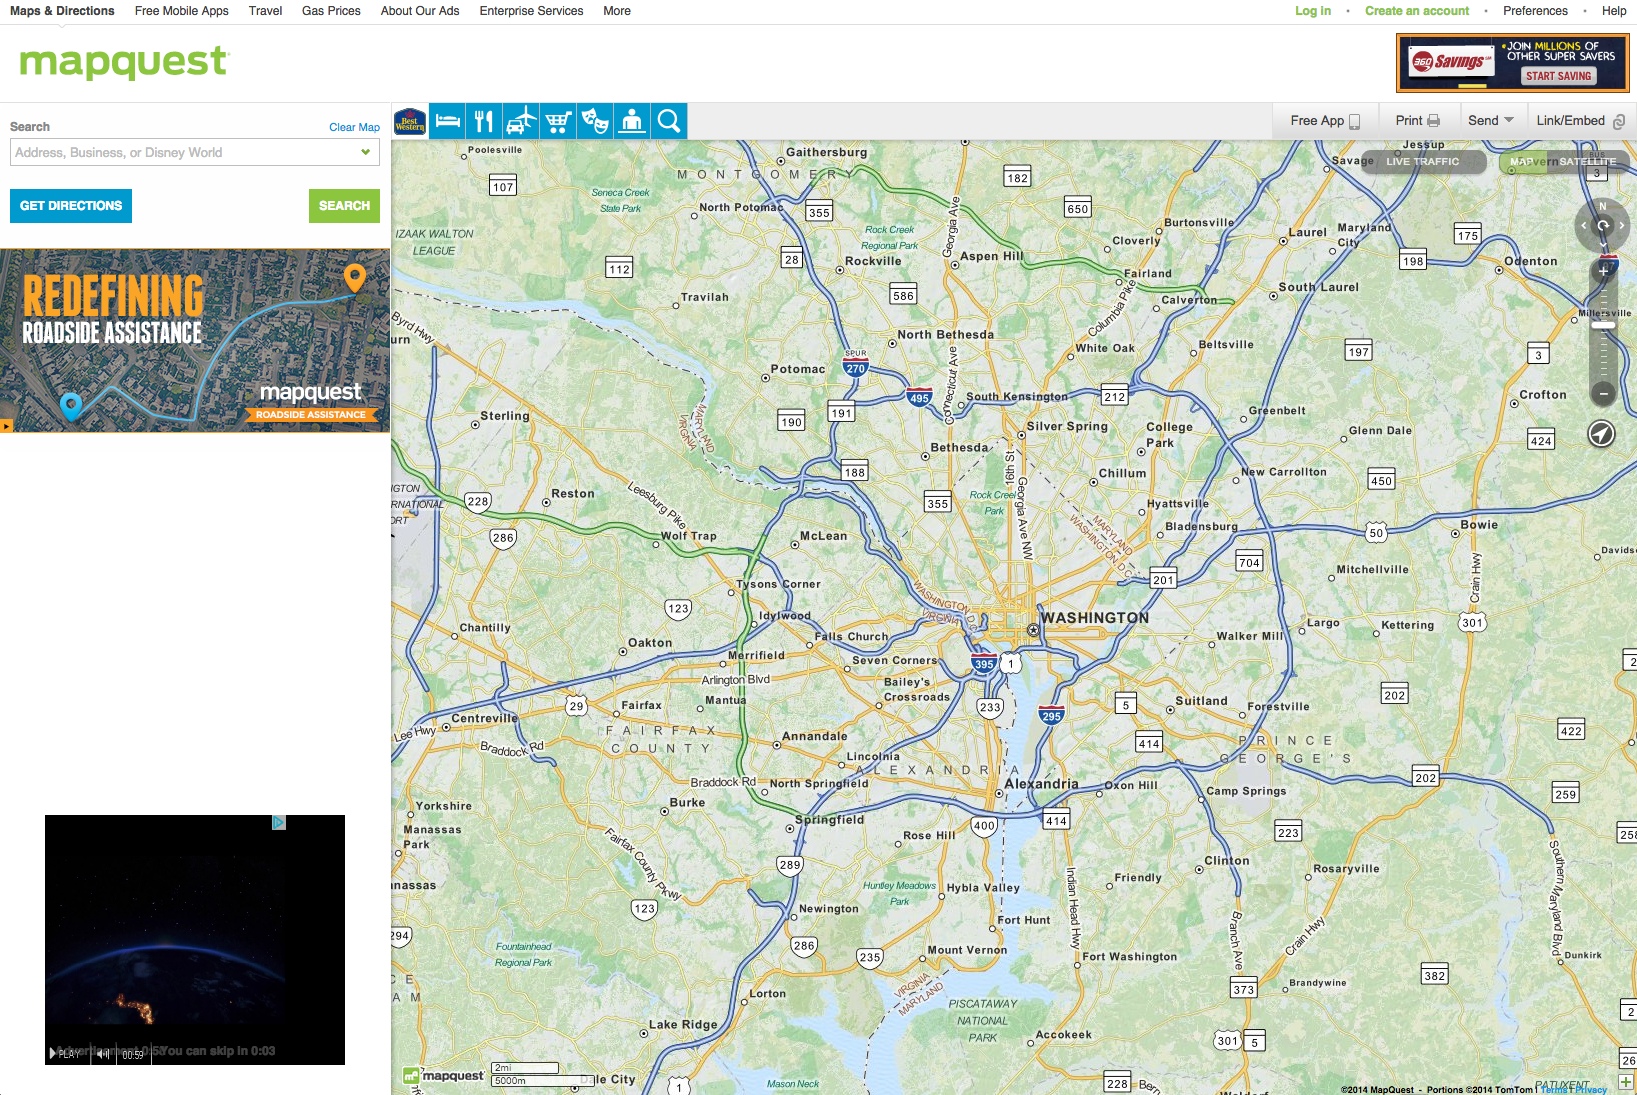 Maps & Directions Free Mobile Apps Travel Gas Prices About Our Ads Enterprise Services More
Log in • Create an account • Preferences • Help
mapquest
360 Savings
JOIN MILLIONS OF
OTHER SUPER SAVERS
START SAVING
Search
Clear Map
Address, Business, or Disney World
GET DIRECTIONS
SEARCH
REDEFINING
ROADSIDE ASSISTANCE
mapquest
ROADSIDE ASSISTANCE
PLAY
00:59
You can skip in 0:03
Best
Western
Free App
Print
Send
Link/Embed
LIVE TRAFFIC
MAP
SATELLITE
N
Poolesville
Gaithersburg
Savage
Jessup
MONTGOMERY
107
182
3
Seneca Creek
State Park
North Potomac
355
650
Burtonsville
IZAAK WALTON
LEAGUE
Rock Creek
Regional Park
Georgia Ave
Cloverly
Laurel
Maryland
City
175
28
Rockville
Aspen Hill
198
Odenton
112
Fairland
Travilah
586
Columbia Pike
Calverton
South Laurel
Millersville
Byrd Hwy
urn
North Bethesda
White Oak
Beltsville
197
3
SPUR
270
Potomac
Connecticut Ave
495
South Kensington
212
Crofton
Sterling
MARYLAND
VIRGINIA
190
191
Silver Spring
College
Park
Greenbelt
Glenn Dale
424
Bethesda
188
16th St
Chillum
New Carrollton
450
INGTON
RNATIONAL
ORT
228
Reston
Leesburg Pike
355
Rock Creek
Park
Georgia Ave NW
Hyattsville
Bladensburg
MARYLAND
WASHINGTON D.C.
Bowie
50
286
Wolf Trap
McLean
704
Davids
Mitchellville
Tysons Corner
201
Crain Hwy
123
Idylwood
WASHINGTON D.C.
VIRGINIA
WASHINGTON
Chantilly
Oakton
Falls Church
Walker Mill
Largo
Kettering
301
Merrifield
Seven Corners
395
1
2
Arlington Blvd
Bailey's
Crossroads
202
29
Fairfax
Mantua
233
5
Suitland
Forestville
295
Centreville
Lee Hwy
FAIRFAX
COUNTY
Annandale
422
Braddock Rd
414
PRINCE
GEORGE'S
Lincolnia
ALEXANDRIA
Braddock Rd
North Springfield
Alexandria
Oxon Hill
202
Camp Springs
259
Yorkshire
Burke
Springfield
400
414
Manassas
Park
Fairfax County Pkwy
Rose Hill
223
258
289
Clinton
Rosaryville
anassas
Huntley Meadows
Park
Hybla Valley
Indian Head Hwy
Friendly
Southern Maryland Blvd
123
Newington
Fort Hunt
Branch Ave
Crain Hwy
294
Fountainhead
Regional Park
286
235
Mount Vernon
Fort Washington
Dunkirk
CE
AM
VIRGINIA
MARYLAND
382
Lorton
373
Brandywine
PISCATAWAY
NATIONAL
PARK
2
Lake Ridge
Accokeek
301
5
26
mapquest
2mi
5000m
Dale City
1
Mason Neck
228
PATUXENT
©2014 MapQuest - Portions ©2014 TomTom | Terms | Privacy